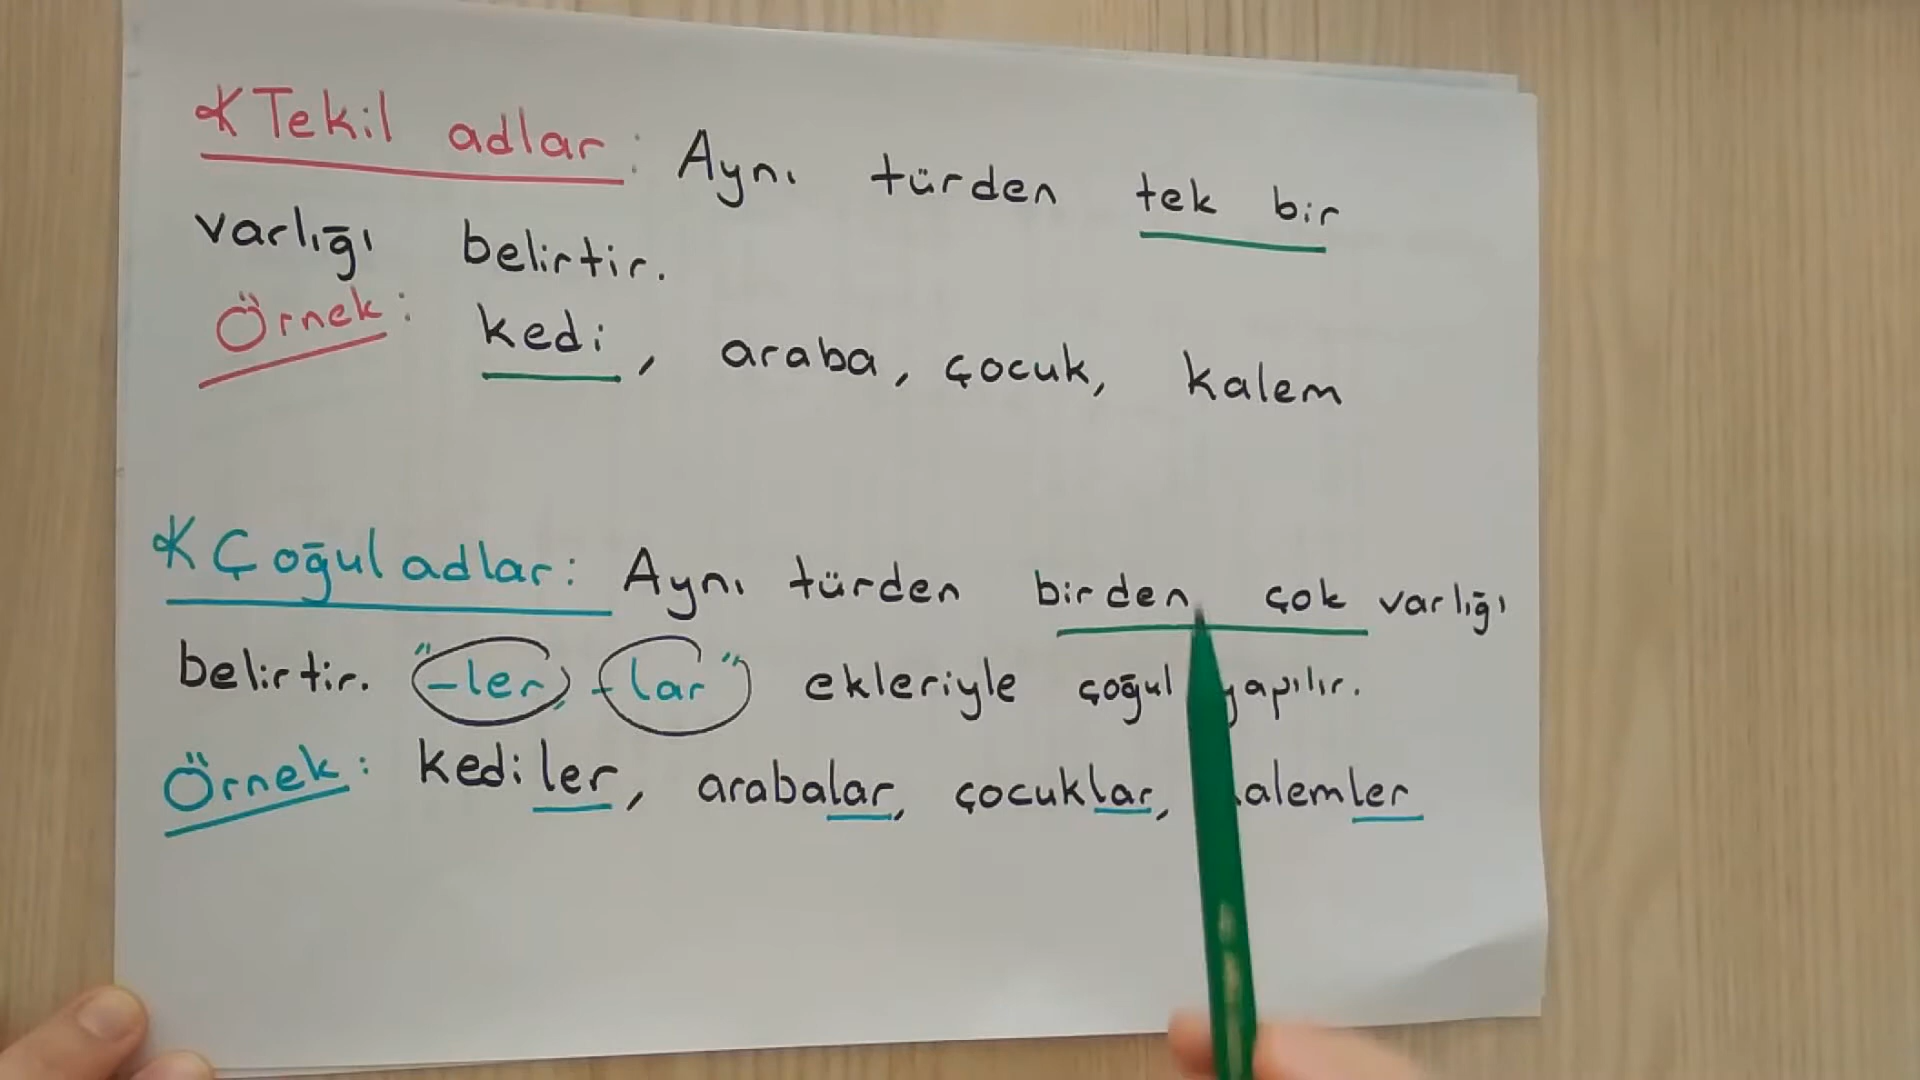 Tekil adlar: Aynı türden tek bir
varlığı belirtir.
Örnek: kedi, araba, çocuk, kalem
Çoğul adlar: Aynı türden birden çok varlığı
belirtir. "-ler, -lar" ekleriyle çoğul yapılır.
Örnek: kediler, arabalar, çocuklar, kalemler